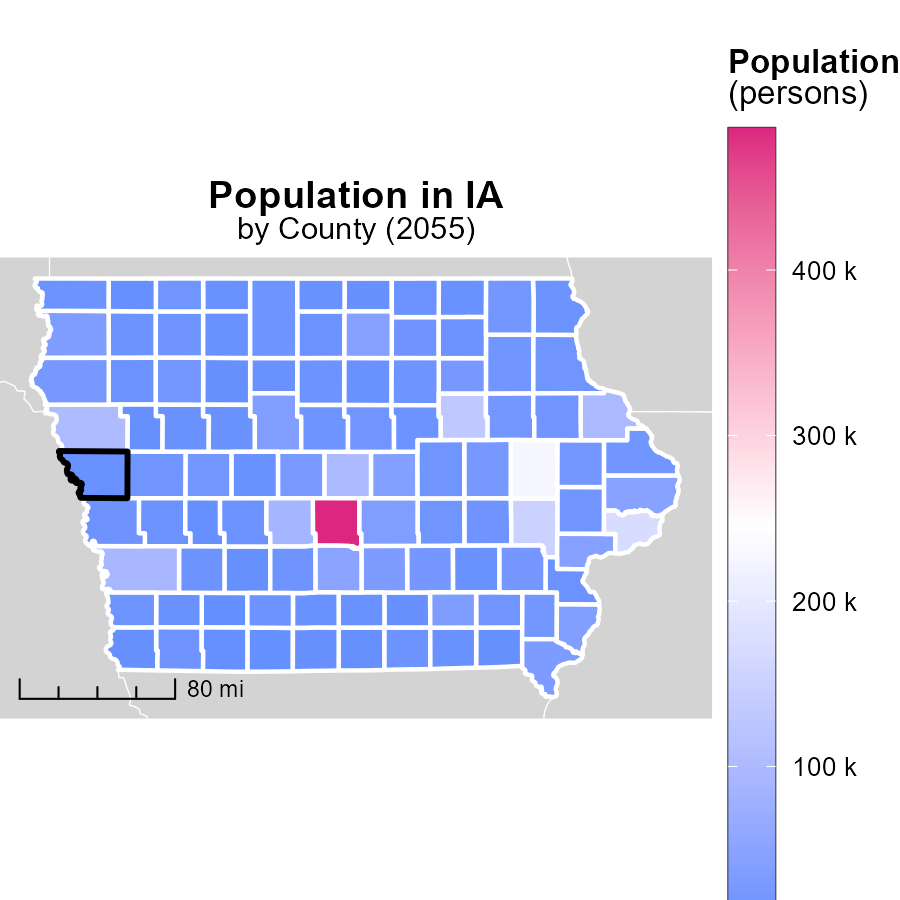 Population
(persons)
Population in IA
by County (2055)
400 k
300 k
200 k
100 k
80 mi